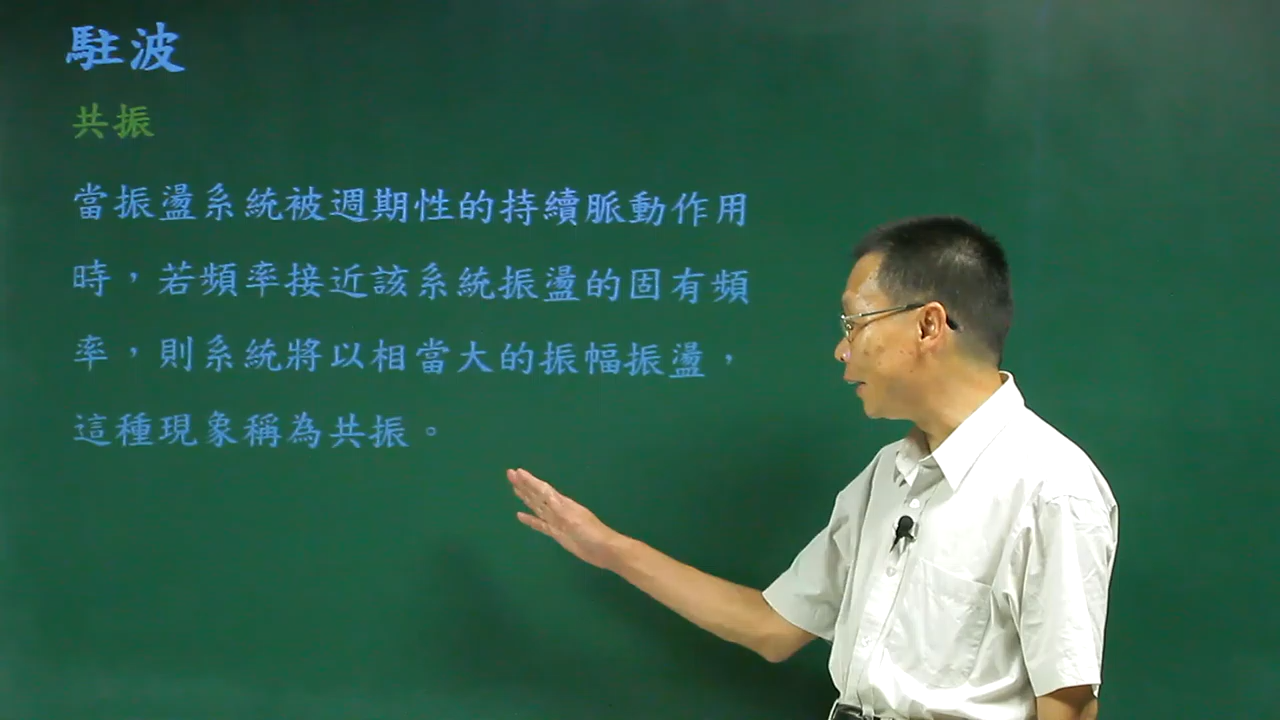 駐波
共振
當振盪系統被週期性的持續脈動作用
時，若頻率接近該系統振盪的固有頻
率，則系統將以相當大的振幅振盪，
這種現象稱為共振。